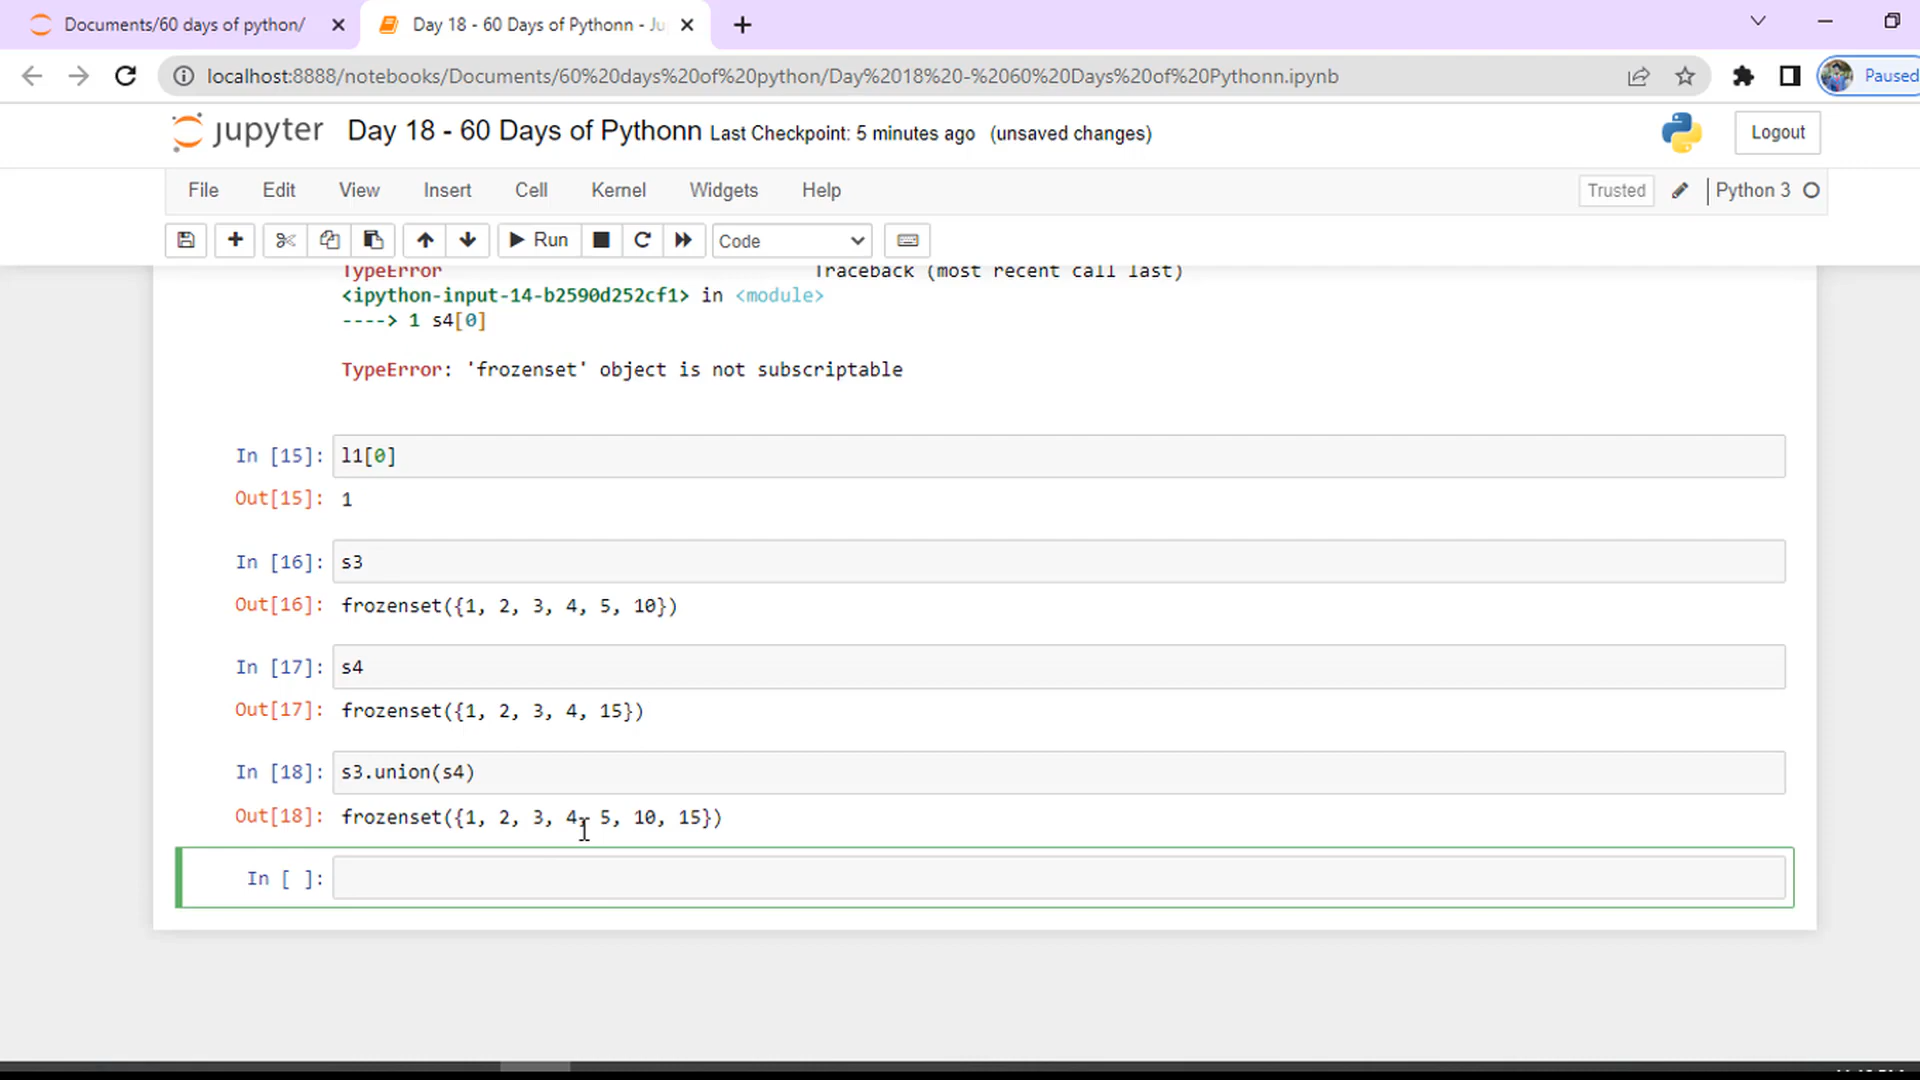 Documents/60 days of python/
Day 18 - 60 Days of Pythonn - Ju
localhost:8888/notebooks/Documents/60%20days%20of%20python/Day%2018%20-%2060%20Days%20of%20Pythonn.ipynb
Paused
jupyter Day 18 - 60 Days of Pythonn Last Checkpoint: 5 minutes ago (unsaved changes)
Logout
File Edit View Insert Cell Kernel Widgets Help
Trusted Python 3
Run Code
TypeError Traceback (most recent call last)
<ipython-input-14-b2590d252cf1> in <module>
----> 1 s4[0]
TypeError: 'frozenset' object is not subscriptable
In [15]: l1[0]
Out[15]: 1
In [16]: s3
Out[16]: frozenset({1, 2, 3, 4, 5, 10})
In [17]: s4
Out[17]: frozenset({1, 2, 3, 4, 15})
In [18]: s3.union(s4)
Out[18]: frozenset({1, 2, 3, 4, 5, 10, 15})
In [ ]: